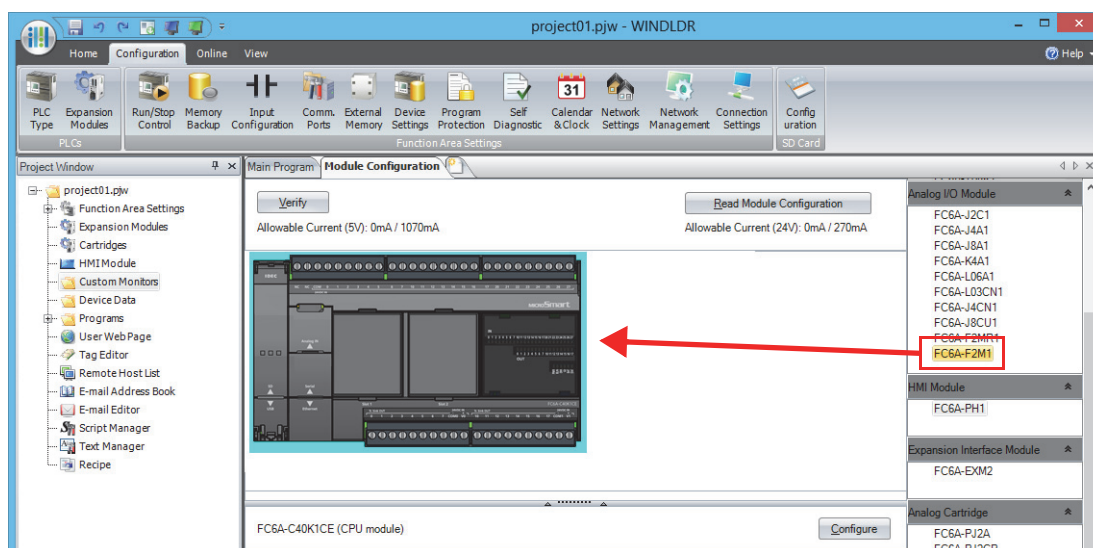 project01.pjw - WINDLDR
Home Configuration Online View Help
PLC Type
Expansion Modules
Run/Stop Control
Memory Backup
Input Configuration
Comm. Ports
External Memory
Device Settings
Program Protection
Self Diagnostic
31
Calendar & Clock
Network Settings
Network Management
Connection Settings
Config uration
PLCs
Function Area Settings
SD Card
Project Window
project01.pjw
Function Area Settings
Expansion Modules
Cartridges
HMI Module
Custom Monitors
Device Data
Programs
User Web Page
Tag Editor
Remote Host List
E-mail Address Book
E-mail Editor
Script Manager
Text Manager
Recipe
Main Program Module Configuration
Verify
Read Module Configuration
Allowable Current (5V): 0mA / 1070mA
Allowable Current (24V): 0mA / 270mA
microSmart
FC6A-C40K1CE (CPU module)
Configure
Analog I/O Module
FC6A-J2C1
FC6A-J4A1
FC6A-J8A1
FC6A-K4A1
FC6A-L06A1
FC6A-L03CN1
FC6A-J4CN1
FC6A-J8CU1
FC6A-F2MR1
FC6A-F2M1
HMI Module
FC6A-PH1
Expansion Interface Module
FC6A-EXM2
Analog Cartridge
FC6A-PJ2A